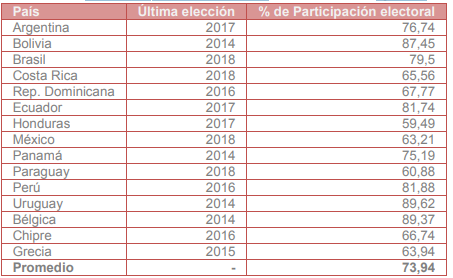 País Última elección % de Participación electoral
Argentina 2017 76,74
Bolivia 2014 87,45
Brasil 2018 79,5
Costa Rica 2018 65,56
Rep. Dominicana 2016 67,77
Ecuador 2017 81,74
Honduras 2017 59,49
México 2018 63,21
Panamá 2014 75,19
Paraguay 2018 60,88
Perú 2016 81,88
Uruguay 2014 89,62
Bélgica 2014 89,37
Chipre 2016 66,74
Grecia 2015 63,94
Promedio - 73,94